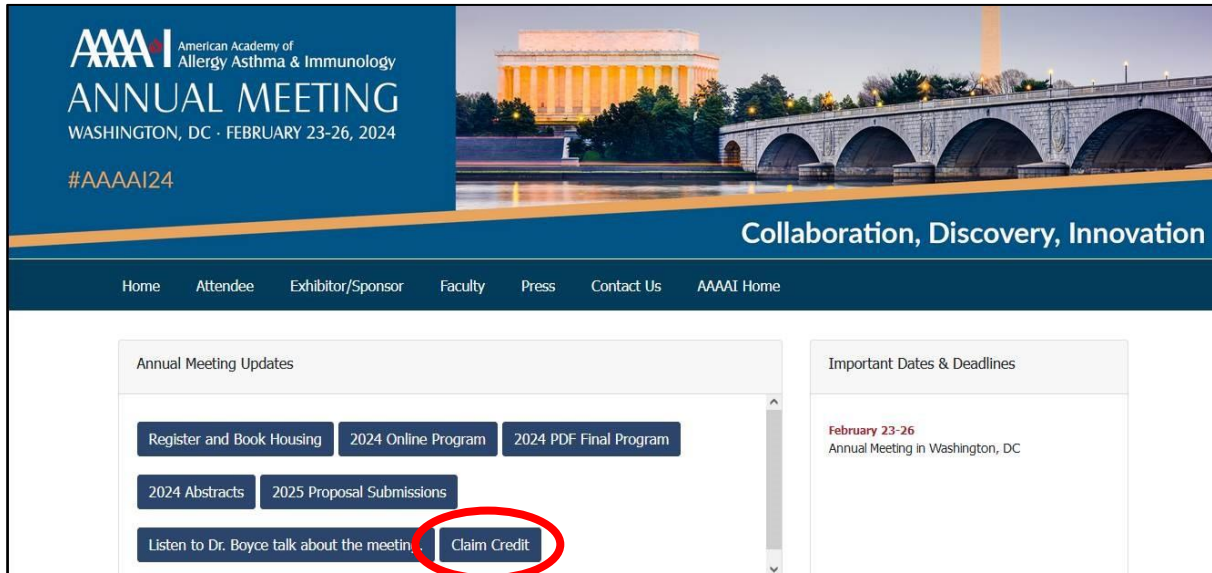 AAAAI American Academy of
Allergy Asthma & Immunology
ANNUAL MEETING
WASHINGTON, DC · FEBRUARY 23-26, 2024
#AAAAI24
Collaboration, Discovery, Innovation
Home Attendee Exhibitor/Sponsor Faculty Press Contact Us AAAAI Home
Annual Meeting Updates
Register and Book Housing 2024 Online Program 2024 PDF Final Program
2024 Abstracts 2025 Proposal Submissions
Listen to Dr. Boyce talk about the meeting. Claim Credit
Important Dates & Deadlines
February 23-26
Annual Meeting in Washington, DC